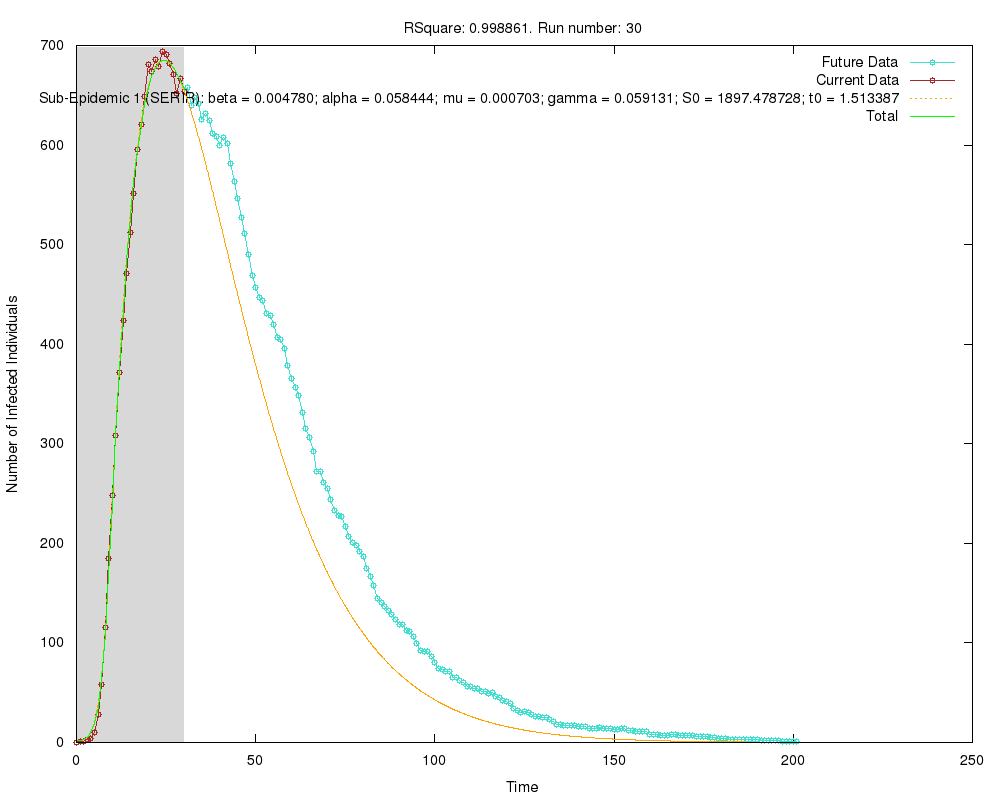 RSquare: 0.998861. Run number: 30
700
600
500
400
300
200
100
0
Number of Infected Individuals
Future Data
Current Data
Sub-Epidemic 1 (SERIR): beta = 0.004780; alpha = 0.058444; mu = 0.000703; gamma = 0.059131; S0 = 1897.478728; t0 = 1.513387
Total
0 50 100 150 200 250
Time